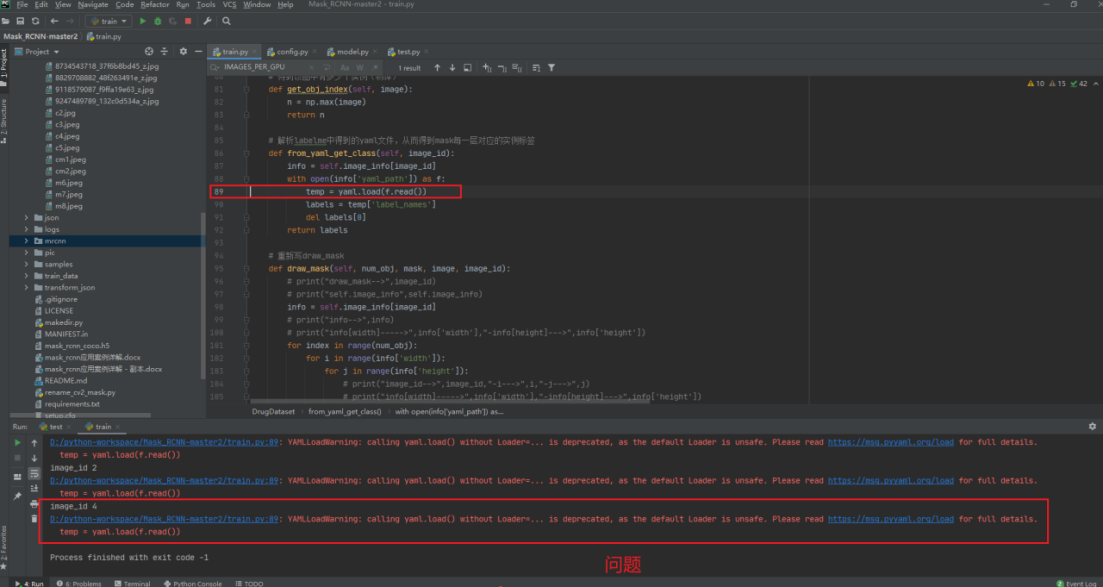 File Edit View Navigate Code Refactor Run Tools VCS Window Help Mask_RCNN-master2 - train.py
train
Mask_RCNN-master2 train.py
Project
train.py config.py model.py test.py
IMAGES_PER_GPU 1 result
10 15 42
1: Project
2: Structure
8734543718_37f6b8bd45_z.jpg
8829708882_48f263491e_z.jpg
9118579087_f9ffa19e63_z.jpg
9247489789_132c0d534a_z.jpg
c2.jpg
c3.jpeg
c4.jpeg
c5.jpeg
cm1.jpeg
cm2.jpeg
m6.jpeg
m7.jpeg
m8.jpeg
json
logs
mrcnn
pic
samples
train_data
transform_json
.gitignore
LICENSE
makedir.py
MANIFEST.in
mask_rcnn_coco.h5
mask_rcnn应用案例详解.docx
mask_rcnn应用案例详解 - 副本.docx
README.md
rename_cv2_mask.py
requirements.txt
setup.cfg
81 def get_obj_index(self, image):
82 n = np.max(image)
83 return n
84
85 # 解析labelme中得到的yaml文件，从而得到mask每一层对应的实例标签
86 def from_yaml_get_class(self, image_id):
87 info = self.image_info[image_id]
88 with open(info['yaml_path']) as f:
89 temp = yaml.load(f.read())
90 labels = temp['label_names']
91 del labels[0]
92 return labels
93
94 # 重新写draw_mask
95 def draw_mask(self, num_obj, mask, image, image_id):
96 # print("draw_mask-->",image_id)
97 # print("self.image_info",self.image_info)
98 info = self.image_info[image_id]
99 # print("info-->",info)
100 # print("info[width]----->",info['width'],"-info[height]--->",info['height'])
101 for index in range(num_obj):
102 for i in range(info['width']):
103 for j in range(info['height']):
104 # print("image_id-->",image_id,"-i--->",i,"-j--->",j)
105 # print("info[width]----->",info['width'],"-info[height]--->",info['height'])
DrugDataset from_yaml_get_class() with open(info['yaml_path']) as...
Run: test train
D:/python-workspace/Mask_RCNN-master2/train.py:89: YAMLLoadWarning: calling yaml.load() without Loader=... is deprecated, as the default Loader is unsafe. Please read https://msg.pyyaml.org/load for full details.
temp = yaml.load(f.read())
image_id 2
D:/python-workspace/Mask_RCNN-master2/train.py:89: YAMLLoadWarning: calling yaml.load() without Loader=... is deprecated, as the default Loader is unsafe. Please read https://msg.pyyaml.org/load for full details.
temp = yaml.load(f.read())
image_id 4
D:/python-workspace/Mask_RCNN-master2/train.py:89: YAMLLoadWarning: calling yaml.load() without Loader=... is deprecated, as the default Loader is unsafe. Please read https://msg.pyyaml.org/load for full details.
temp = yaml.load(f.read())
Process finished with exit code -1
问题
2: Favorites
4: Run 6: Problems Terminal Python Console TODO Event Log